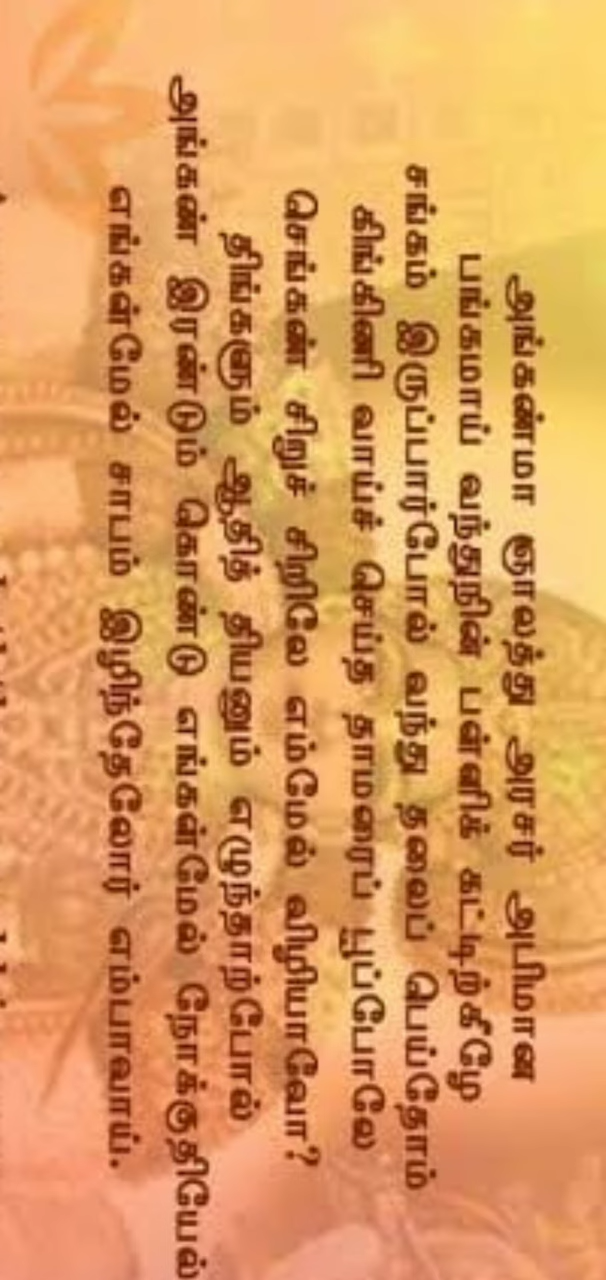 அங்கண்மா ஞாலத்து அரசர் அபிமான
பங்கமாய் வந்துநின் பள்ளிக் கட்டிற்கீழே
சங்கம் இருப்பார்போல் வந்து தலைப் பெய்தோம்
கிங்கிணி வாய்ச் செய்த தாமரைப் பூப்போலே
செங்கண் சிறுச் சிறிலே எம்மேல் விழியாவோ?
திங்களும் ஆதித் தியனும் எழுந்தாற்போல்
அங்கண் இரண்டும் கொண்டு எங்கள்மேல் நோக்குதியேல்
எங்கள்மேல் சாபம் இழிந்தேலோர் எம்பாவாய்.